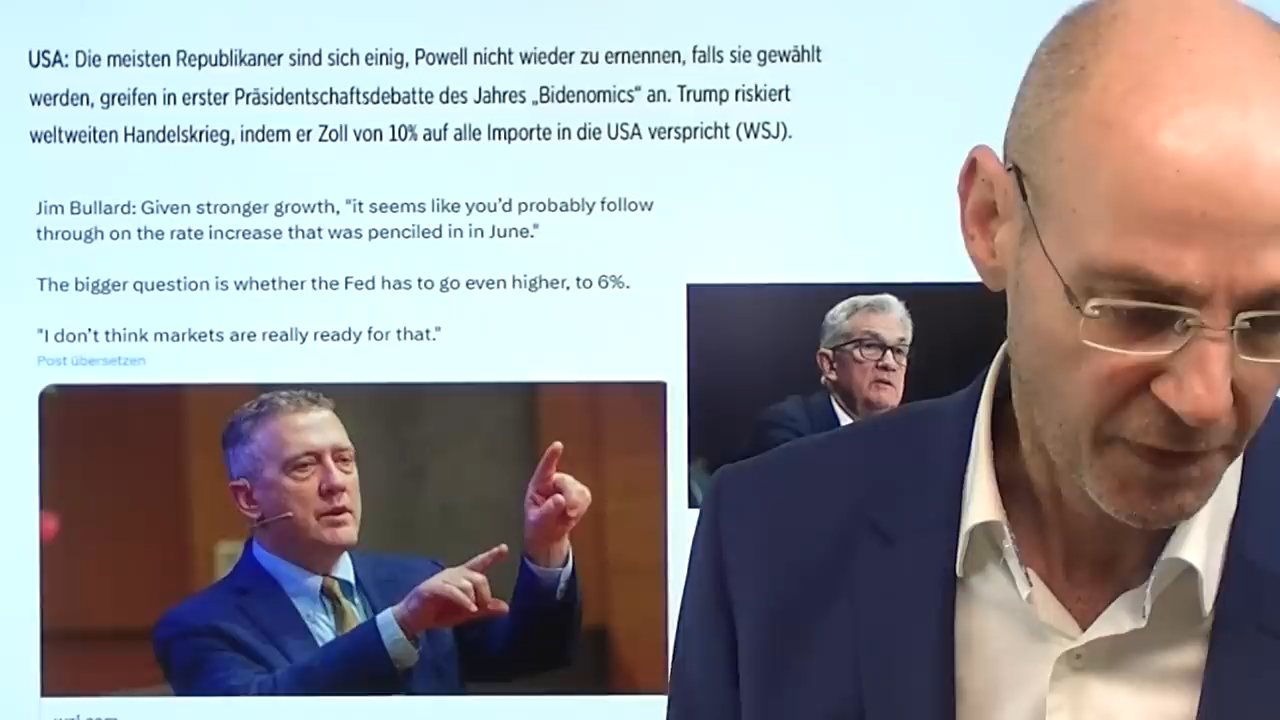 USA: Die meisten Republikaner sind sich einig, Powell nicht wieder zu ernennen, falls sie gewählt
werden, greifen in erster Präsidentschaftsdebatte des Jahres „Bidenomics“ an. Trump riskiert
weltweiten Handelskrieg, indem er Zoll von 10% auf alle Importe in die USA verspricht (WSJ).
Jim Bullard: Given stronger growth, "it seems like you’d probably follow
through on the rate increase that was penciled in in June."
The bigger question is whether the Fed has to go even higher, to 6%.
"I don’t think markets are really ready for that."
Post übersetzen